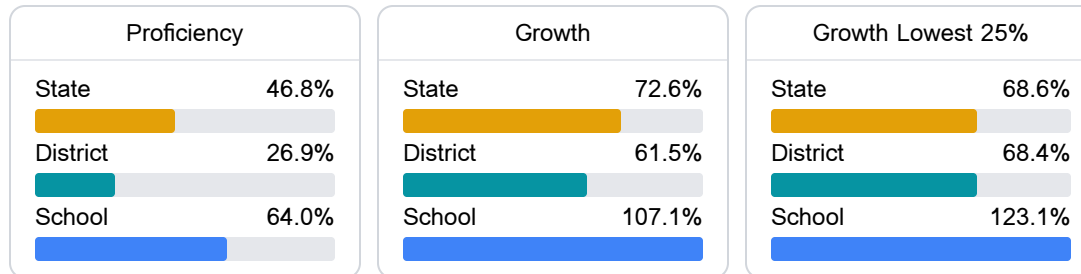 Proficiency
State 46.8%
District 26.9%
School 64.0%
Growth
State 72.6%
District 61.5%
School 107.1%
Growth Lowest 25%
State 68.6%
District 68.4%
School 123.1%